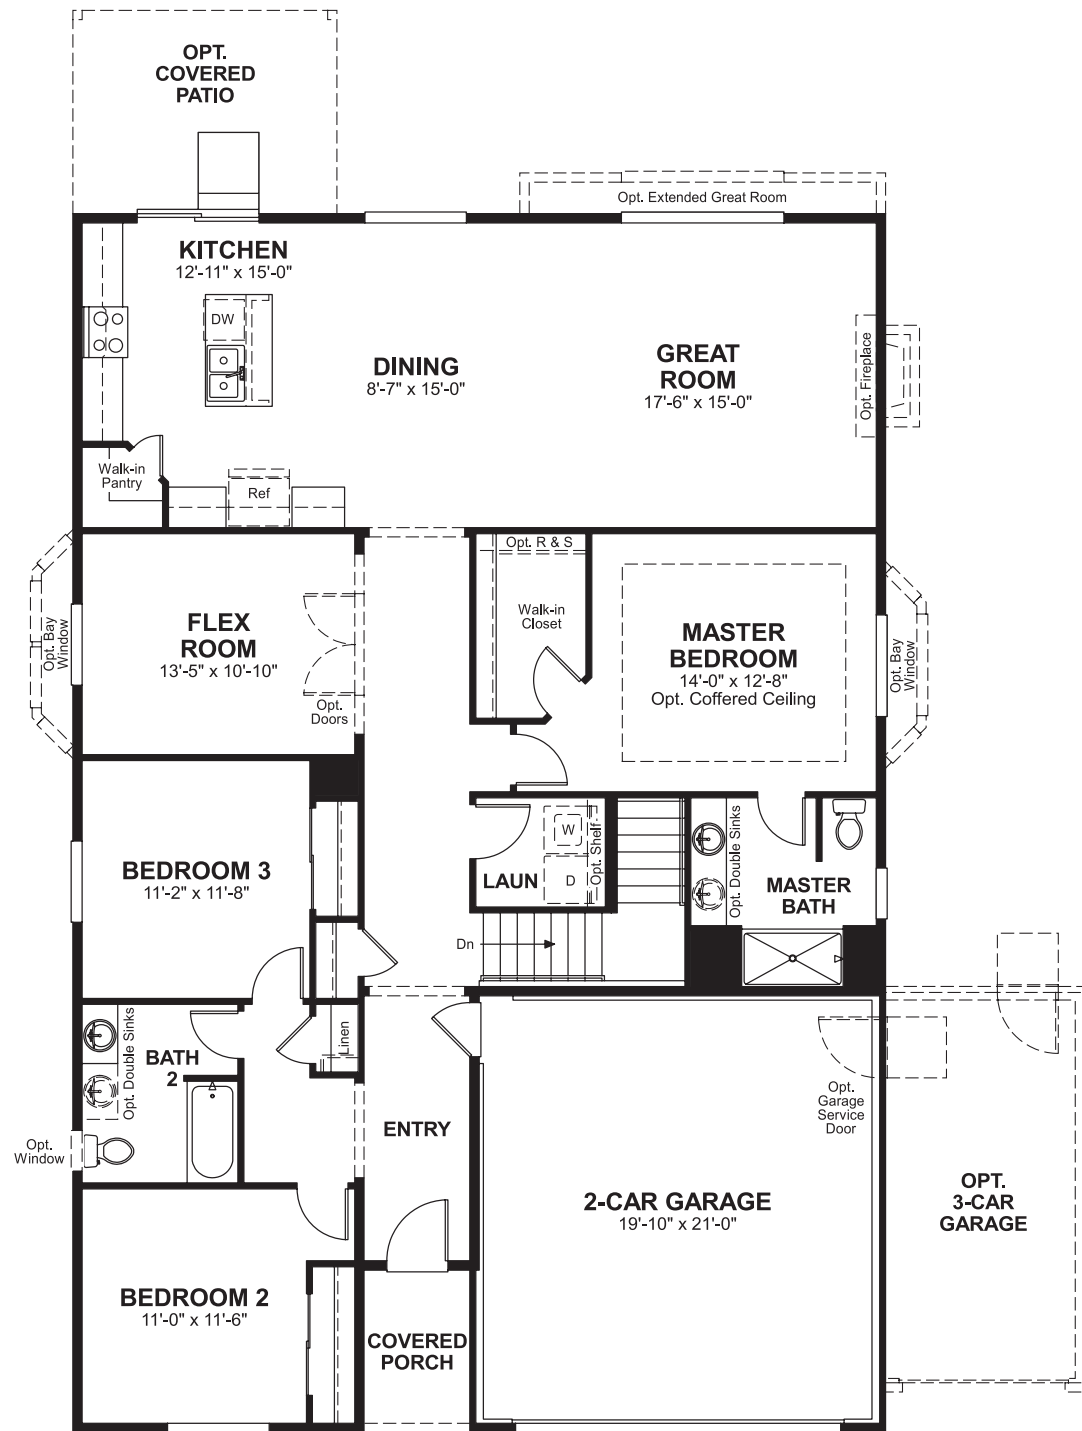 OPT.
COVERED
PATIO
Opt. Extended Great Room
KITCHEN
12'-11" x 15'-0"
DW
DINING
8'-7" x 15'-0"
GREAT
ROOM
17'-6" x 15'-0"
Opt. Fireplace
Walk-in
Pantry
Ref
Opt. R & S
Walk-in
Closet
FLEX
ROOM
13'-5" x 10'-10"
Opt.
Doors
Opt. Bay
Window
MASTER
BEDROOM
14'-0" x 12'-8"
Opt. Coffered Ceiling
Opt. Bay
Window
BEDROOM 3
11'-2" x 11'-8"
W
D
Opt. Shelf
LAUN
Opt. Double Sinks
MASTER
BATH
Dn
Opt. Double Sinks
BATH
2
Linen
Opt.
Window
ENTRY
Opt.
Garage
Service
Door
2-CAR GARAGE
19'-10" x 21'-0"
OPT.
3-CAR
GARAGE
BEDROOM 2
11'-0" x 11'-6"
COVERED
PORCH